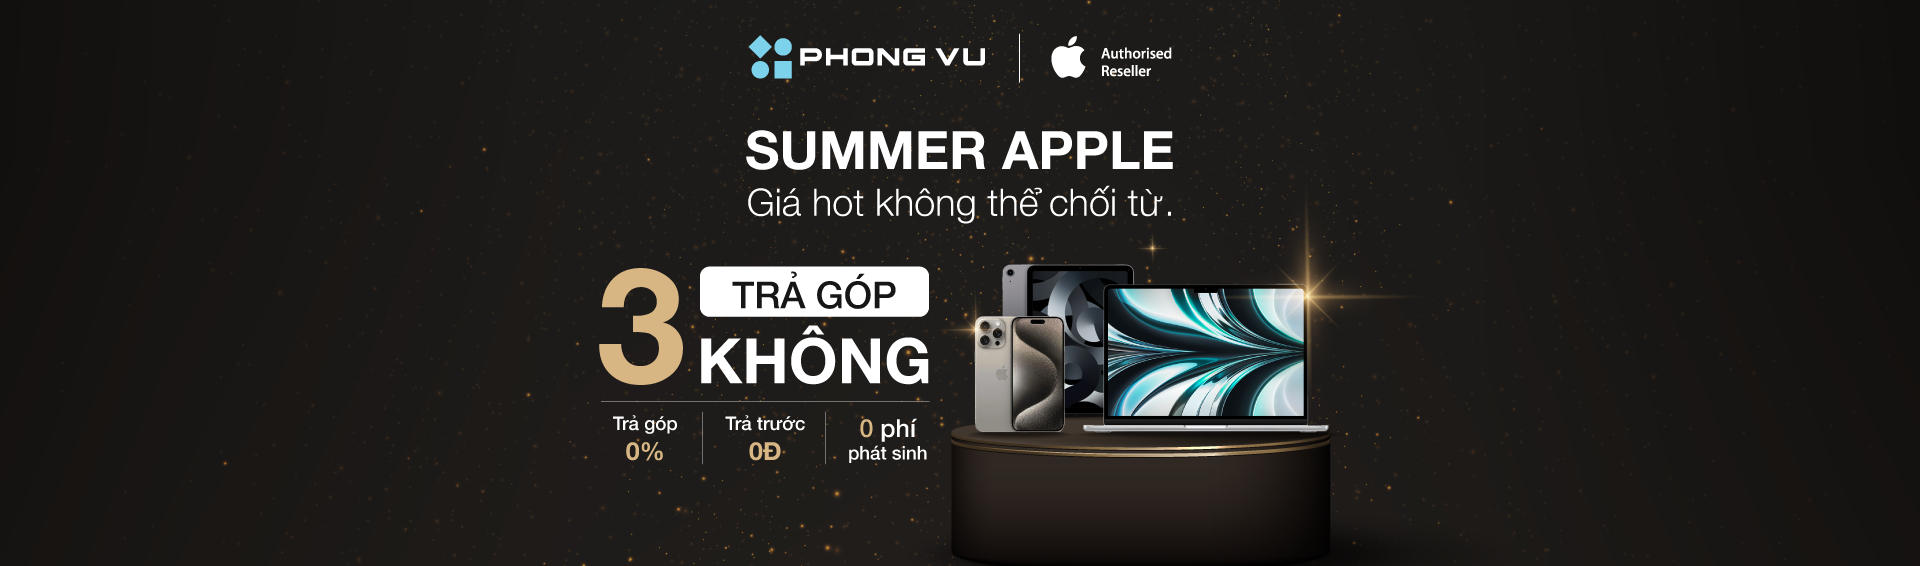 PHONG VU
Authorised
Reseller
SUMMER APPLE
Giá hot không thể chối từ.
3
TRẢ GÓP
KHÔNG
Trả góp
0%
Trả trước
0Đ
0 phí
phát sinh